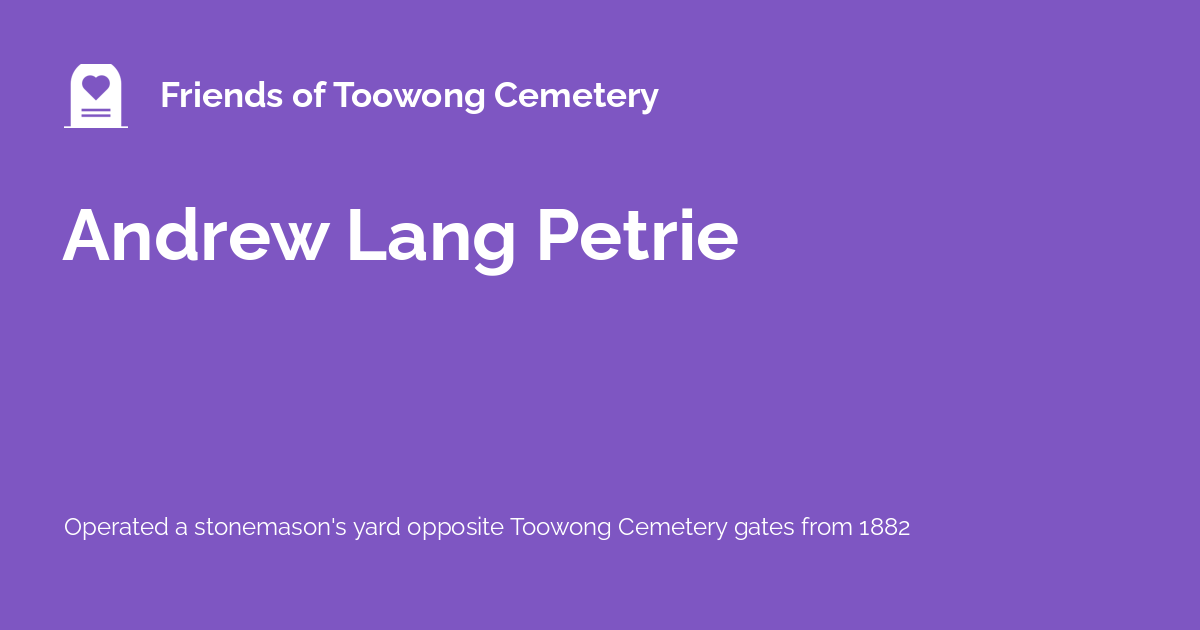 Friends of Toowong Cemetery
Andrew Lang Petrie
Operated a stonemason's yard opposite Toowong Cemetery gates from 1882